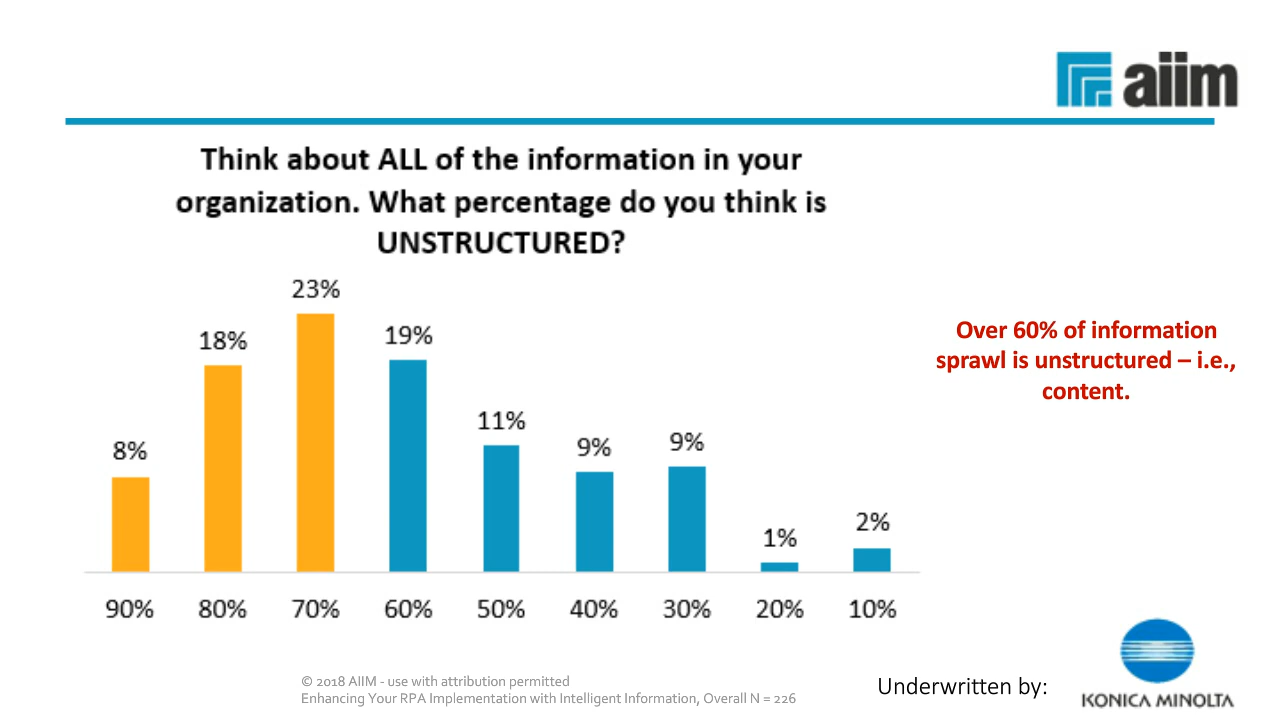 aiim
Think about ALL of the information in your
organization. What percentage do you think is
UNSTRUCTURED?
8%
18%
23%
19%
11%
9%
9%
1%
2%
90%
80%
70%
60%
50%
40%
30%
20%
10%
Over 60% of information
sprawl is unstructured – i.e.,
content.
© 2018 AIIM - use with attribution permitted
Enhancing Your RPA Implementation with Intelligent Information, Overall N = 226
Underwritten by:
KONICA MINOLTA